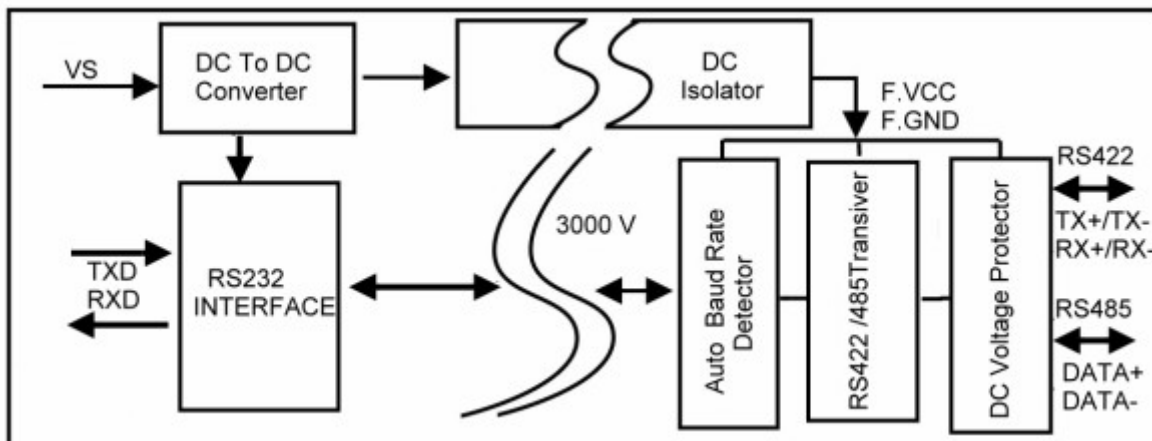 VS
DC To DC
Converter
DC
Isolator
F.VCC
F.GND
TXD
RXD
RS232
INTERFACE
3000 V
Auto Baud Rate
Detector
RS422 /485Transiver
DC Voltage Protector
RS422
TX+/TX-
RX+/RX-
RS485
DATA+
DATA-